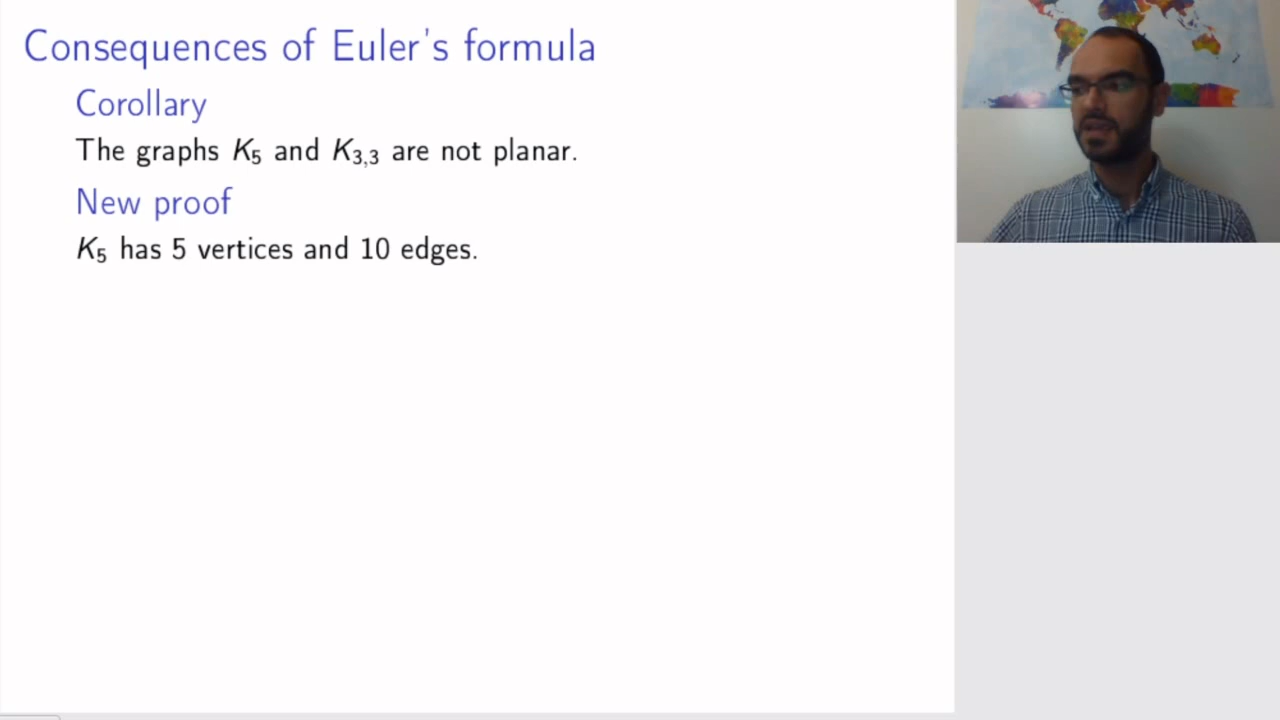 Consequences of Euler's formula
Corollary
The graphs K₅ and K₃,₃ are not planar.
New proof
K₅ has 5 vertices and 10 edges.